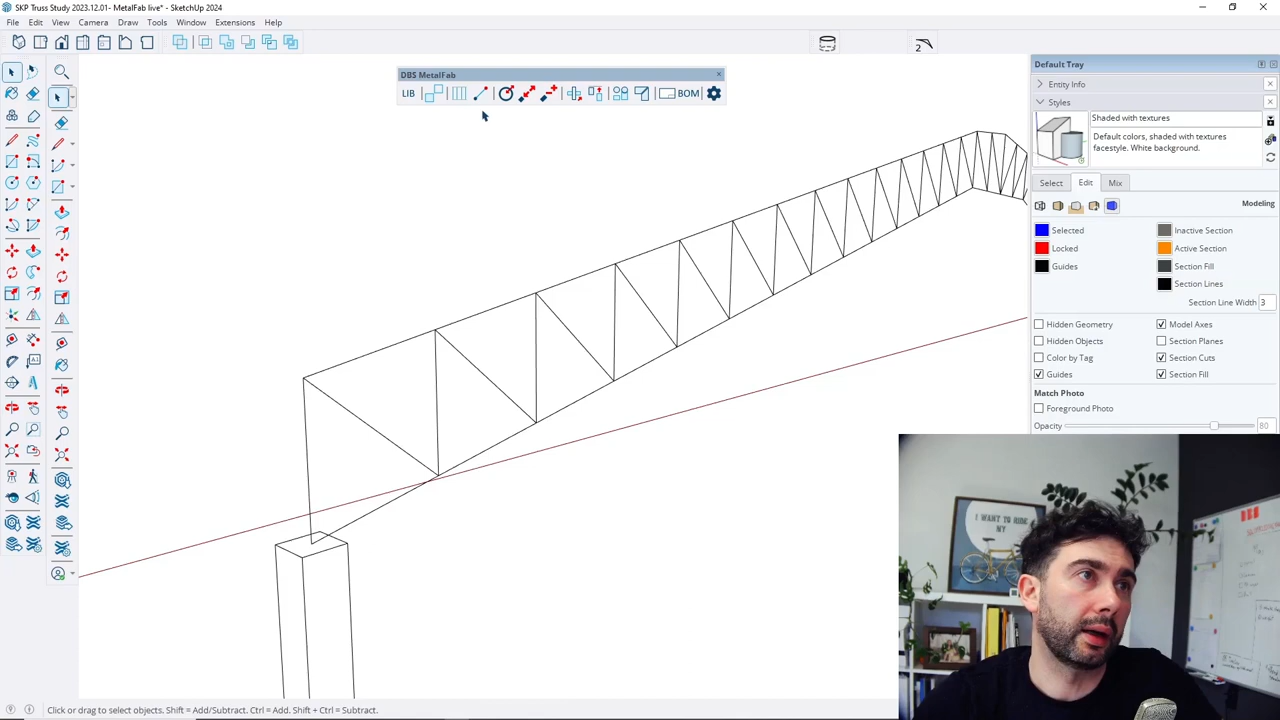 SKP Truss Study 2023.12.01- MetalFab live* - SketchUp 2024
File Edit View Camera Draw Tools Window Extensions Help
2
DBS MetalFab
LIB BOM
Default Tray
Entity Info
Styles
Shaded with textures
Default colors, shaded with textures
facestyle. White background.
Select Edit Mix
Modeling
Selected Inactive Section
Locked Active Section
Guides Section Fill
Section Lines
Section Line Width 3
Hidden Geometry Model Axes
Hidden Objects Section Planes
Color by Tag Section Cuts
Guides Section Fill
Match Photo
Foreground Photo
Opacity 80
I WANT TO RIDE
MY
Click or drag to select objects. Shift = Add/Subtract. Ctrl = Add. Shift + Ctrl = Subtract.